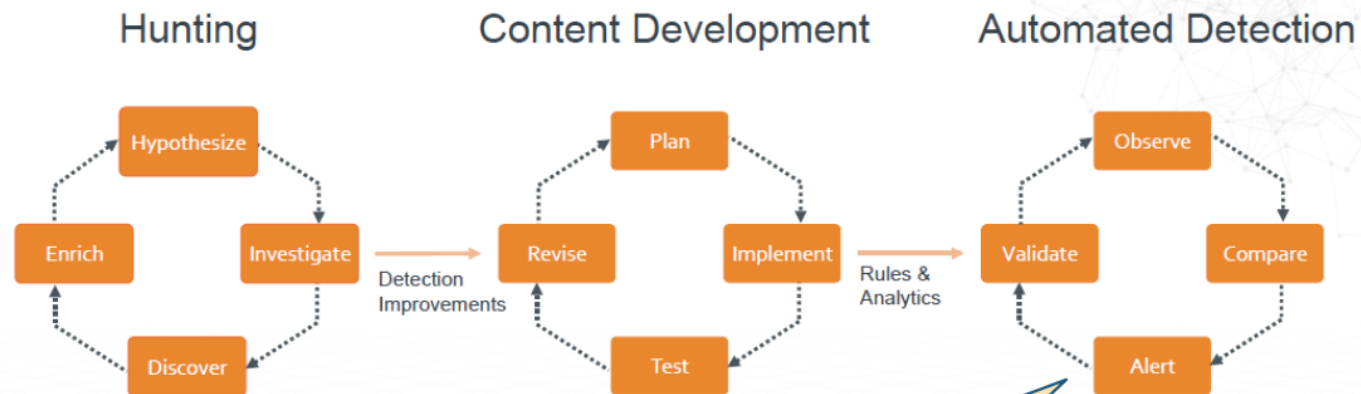 Hunting
Content Development
Automated Detection
Hypothesize
Investigate
Discover
Enrich
Detection
Improvements
Plan
Implement
Test
Revise
Rules &
Analytics
Observe
Compare
Alert
Validate